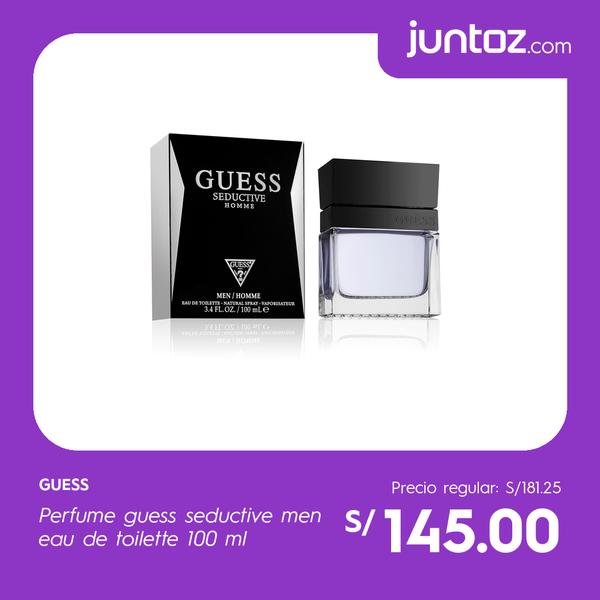 juntoz.com
GUESS
SEDUCTIVE
HOMME
GUESS
?
MEN / HOMME
EAU DE TOILETTE - NATURAL SPRAY - VAPORISATEUR
3.4 FL.OZ. / 100 mL ℮
GUESS
GUESS
Perfume guess seductive men
eau de toilette 100 ml
Precio regular: S/181.25
S/145.00